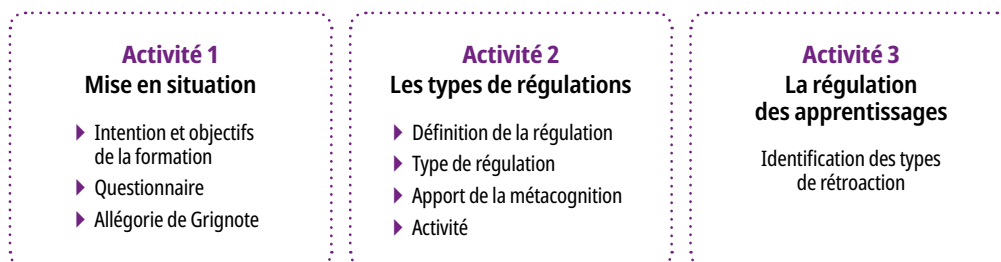 Activité 1
Mise en situation
Intention et objectifs
de la formation
Questionnaire
Allégorie de Grignote
Activité 2
Les types de régulations
Définition de la régulation
Type de régulation
Apport de la métacognition
Activité
Activité 3
La régulation
des apprentissages
Identification des types
de rétroaction